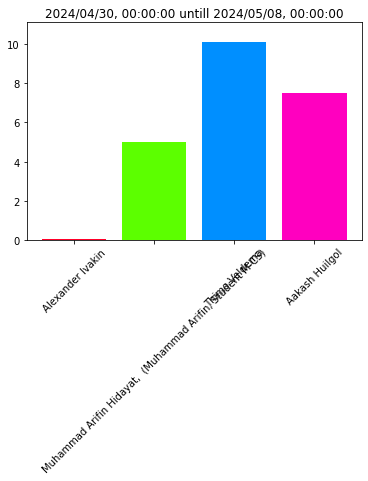 2024/04/30, 00:00:00 untill 2024/05/08, 00:00:00
10
8
6
4
2
0
Alexander Ivakin
Muhammad Arifin Hidayat, (Muhammad Arifin/Student M-CS)
Aakash Huilgol